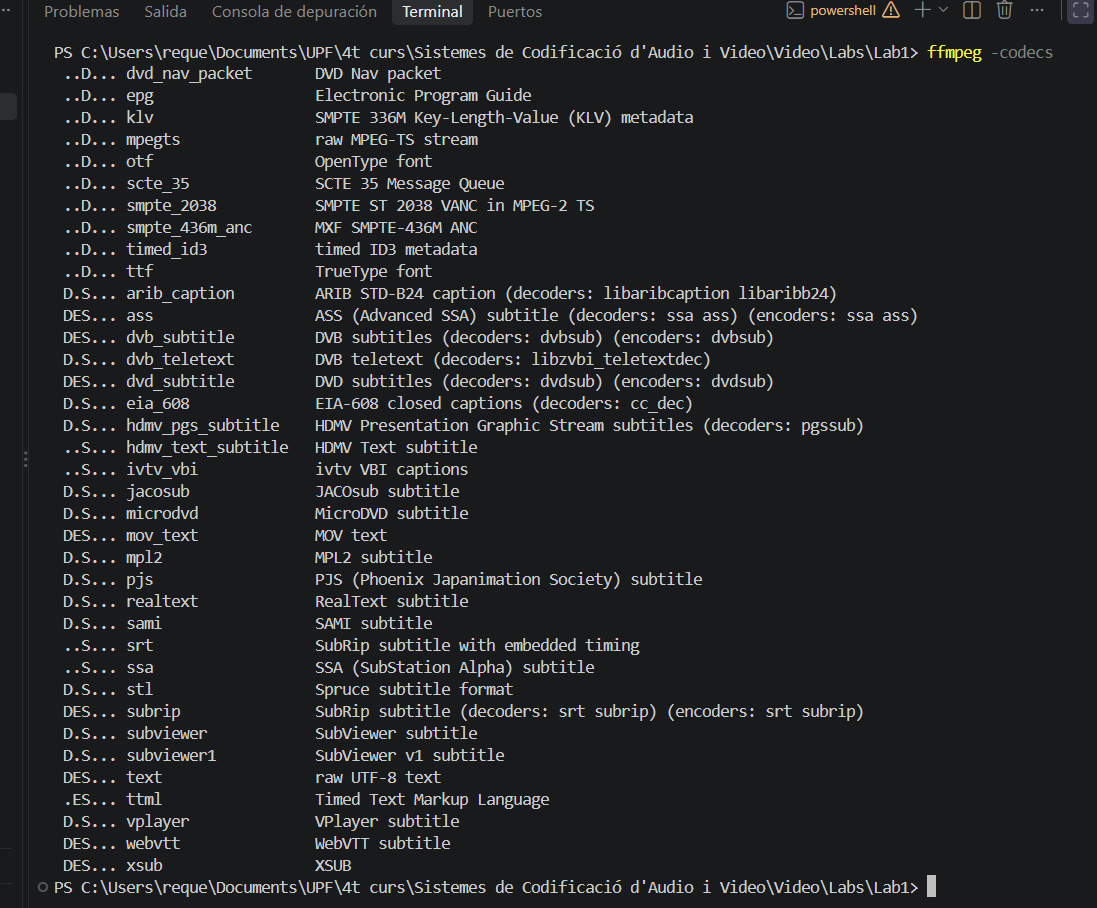 Problemas Salida Consola de depuración Terminal Puertos powershell
PS C:\Users\reque\Documents\UPF\4t curs\Sistemes de Codificació d'Audio i Video\Video\Labs\Lab1> ffmpeg -codecs
..D... dvd_nav_packet DVD Nav packet
..D... epg Electronic Program Guide
..D... klv SMPTE 336M Key-Length-Value (KLV) metadata
..D... mpegts raw MPEG-TS stream
..D... otf OpenType font
..D... scte_35 SCTE 35 Message Queue
..D... smpte_2038 SMPTE ST 2038 VANC in MPEG-2 TS
..D... smpte_436m_anc MXF SMPTE-436M ANC
..D... timed_id3 timed ID3 metadata
..D... ttf TrueType font
D.S... arib_caption ARIB STD-B24 caption (decoders: libaribcaption libaribb24)
DES... ass ASS (Advanced SSA) subtitle (decoders: ssa ass) (encoders: ssa ass)
DES... dvb_subtitle DVB subtitles (decoders: dvbsub) (encoders: dvbsub)
D.S... dvb_teletext DVB teletext (decoders: libzvbi_teletextdec)
DES... dvd_subtitle DVD subtitles (decoders: dvdsub) (encoders: dvdsub)
D.S... eia_608 EIA-608 closed captions (decoders: cc_dec)
D.S... hdmv_pgs_subtitle HDMV Presentation Graphic Stream subtitles (decoders: pgssub)
..S... hdmv_text_subtitle HDMV Text subtitle
..S... ivtv_vbi ivtv VBI captions
D.S... jacosub JACOsub subtitle
D.S... microdvd MicroDVD subtitle
DES... mov_text MOV text
D.S... mpl2 MPL2 subtitle
D.S... pjs PJS (Phoenix Japanimation Society) subtitle
D.S... realtext RealText subtitle
D.S... sami SAMI subtitle
..S... srt SubRip subtitle with embedded timing
..S... ssa SSA (SubStation Alpha) subtitle
D.S... stl Spruce subtitle format
DES... subrip SubRip subtitle (decoders: srt subrip) (encoders: srt subrip)
D.S... subviewer SubViewer subtitle
D.S... subviewer1 SubViewer v1 subtitle
DES... text raw UTF-8 text
.ES... ttml Timed Text Markup Language
D.S... vplayer VPlayer subtitle
DES... webvtt WebVTT subtitle
DES... xsub XSUB
PS C:\Users\reque\Documents\UPF\4t curs\Sistemes de Codificació d'Audio i Video\Video\Labs\Lab1>